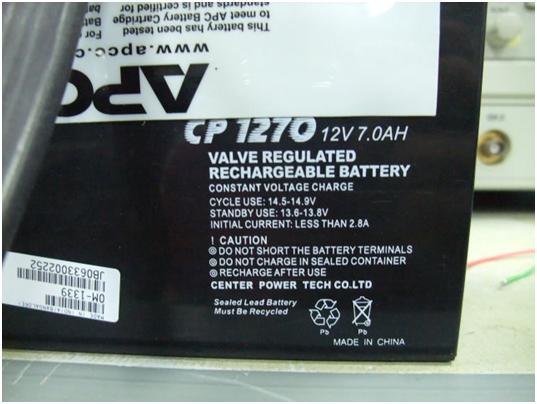 For
Bat
has been tested
and is certified for
to meet APC Battery Cartridge
standards
www.apcc.c
APC
CP 1270 12V 7.0AH
VALVE REGULATED
RECHARGEABLE BATTERY
CONSTANT VOLTAGE CHARGE
CYCLE USE: 14.5-14.9V
STANDBY USE: 13.6-13.8V
INITIAL CURRENT: LESS THAN 2.8A
! CAUTION
DO NOT SHORT THE BATTERY TERMINALS
DO NOT CHARGE IN SEALED CONTAINER
RECHARGE AFTER USE
CENTER POWER TECH CO.LTD
Sealed Lead Battery
Must Be Recycled
Pb
Pb
MADE IN CHINA
JB0633002252
OM-1339